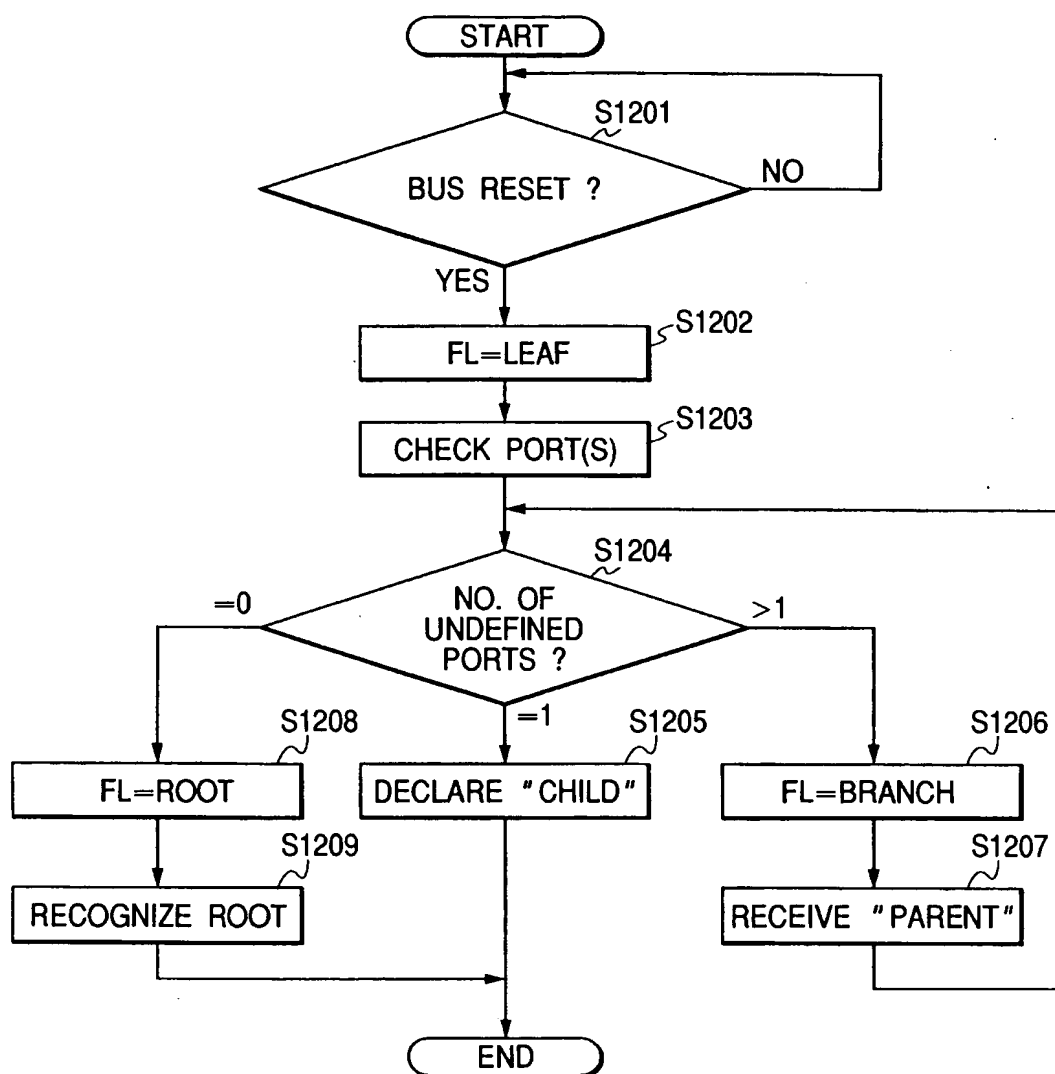 START
S1201
BUS RESET ?
NO
YES
S1202
FL=LEAF
S1203
CHECK PORT(S)
S1204
=0
NO. OF
UNDEFINED
PORTS ?
>1
=1
S1208
FL=ROOT
S1205
DECLARE "CHILD"
S1206
FL=BRANCH
S1209
RECOGNIZE ROOT
S1207
RECEIVE "PARENT"
END